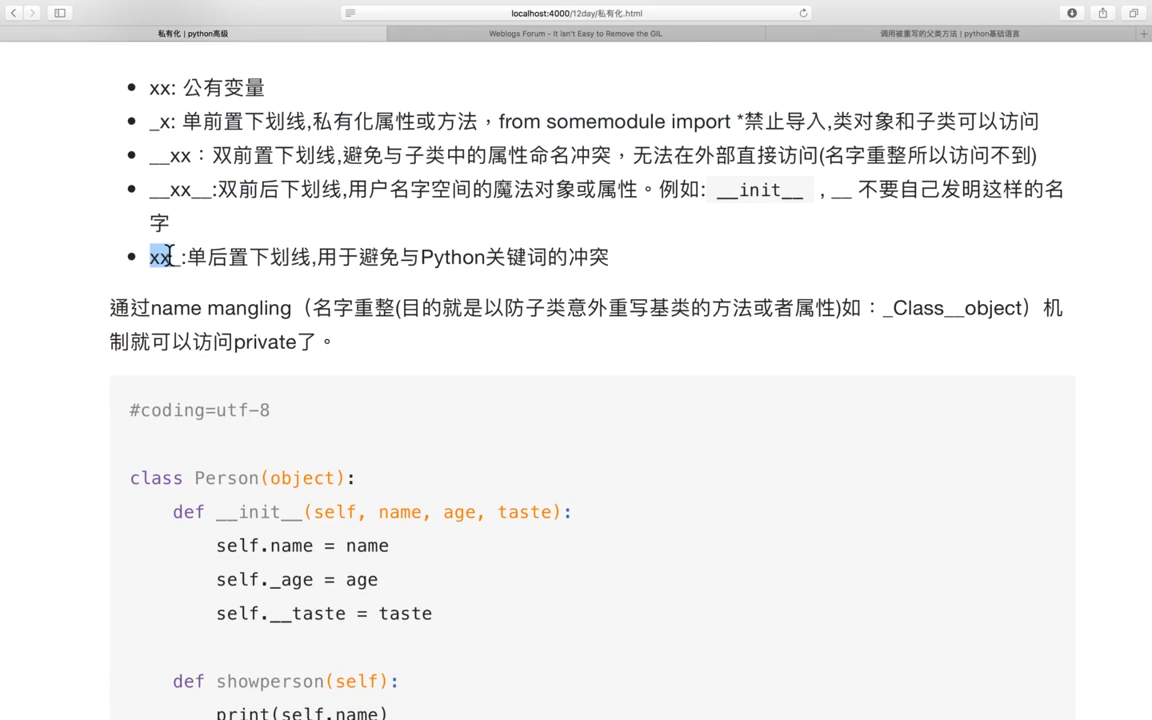 localhost:4000/12day/私有化.html
私有化 | python高级
Weblogs Forum - It isn't Easy to Remove the GIL
调用被重写的父类方法 | python基础语言
xx: 公有变量
_x: 单前置下划线,私有化属性或方法，from somemodule import *禁止导入,类对象和子类可以访问
__xx：双前置下划线,避免与子类中的属性命名冲突，无法在外部直接访问(名字重整所以访问不到)
__xx__:双前后下划线,用户名字空间的魔法对象或属性。例如: __init__ , __ 不要自己发明这样的名
字
xx_:单后置下划线,用于避免与Python关键词的冲突
通过name mangling（名字重整(目的就是以防子类意外重写基类的方法或者属性)如：_Class__object）机
制就可以访问private了。
#coding=utf-8
class Person(object):
def __init__(self, name, age, taste):
self.name = name
self._age = age
self.__taste = taste
def showperson(self):
print(self.name)